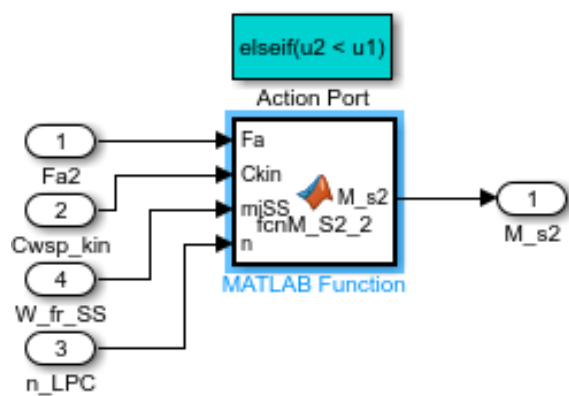 elseif(u2 < u1)
Action Port
1
Fa2
2
Cwsp_kin
4
W_fr_SS
3
n_LPC
Fa
Ckin
miSS
n
M_s2
fcnM_S2_2
MATLAB Function
1
M_s2